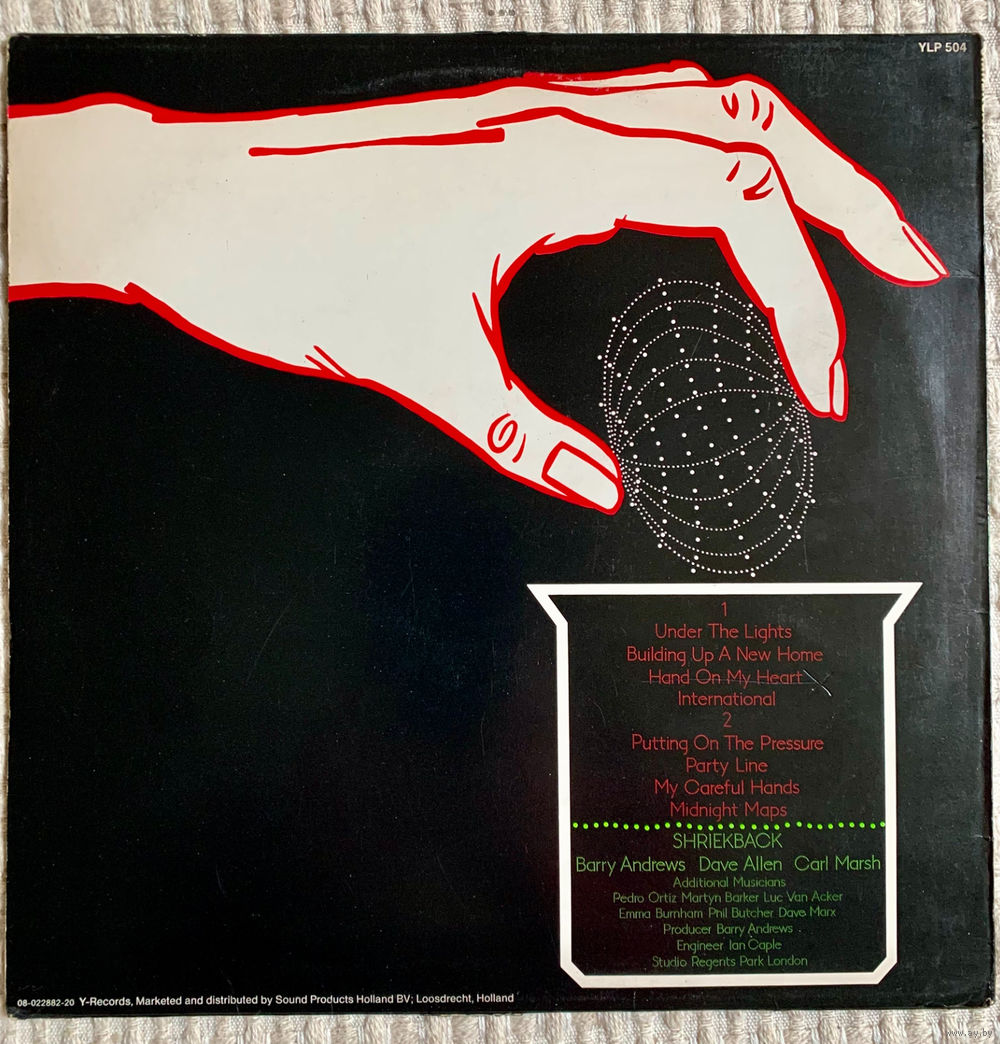 YLP 504
1
Under The Lights
Building Up A New Home
Hand On My Heart
International
2
Putting On The Pressure
Party Line
My Careful Hands
Midnight Maps
SHRIEKBACK
Barry Andrews Dave Allen Carl Marsh
Additional Musicians
Pedro Ortiz Martyn Barker Luc Van Acker
Emma Burnham Phil Butcher Dave Marx
Producer Barry Andrews
Engineer Ian Caple
Studio Regents Park London
08-022882-20 Y-Records, Marketed and distributed by Sound Products Holland BV; Loosdrecht, Holland
www.ay.by